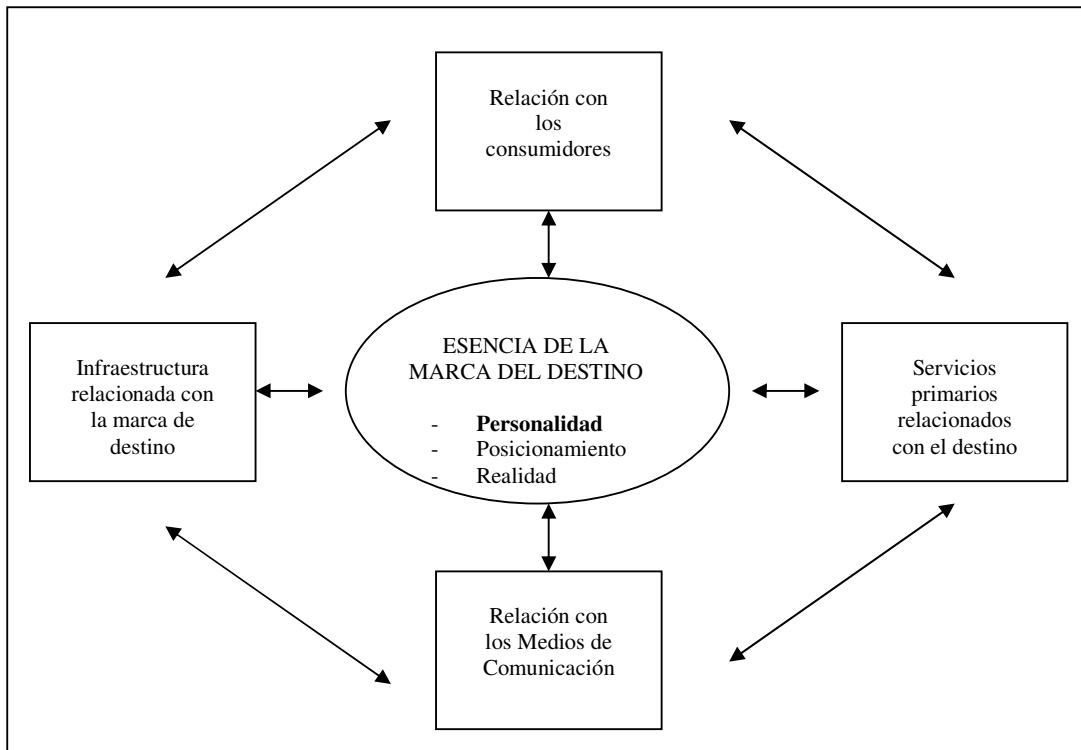 Relación con
los
consumidores
Infraestructura
relacionada con
la marca de
destino
ESENCIA DE LA
MARCA DEL DESTINO
- Personalidad
- Posicionamiento
- Realidad
Servicios
primarios
relacionados
con el destino
Relación con
los Medios de
Comunicación